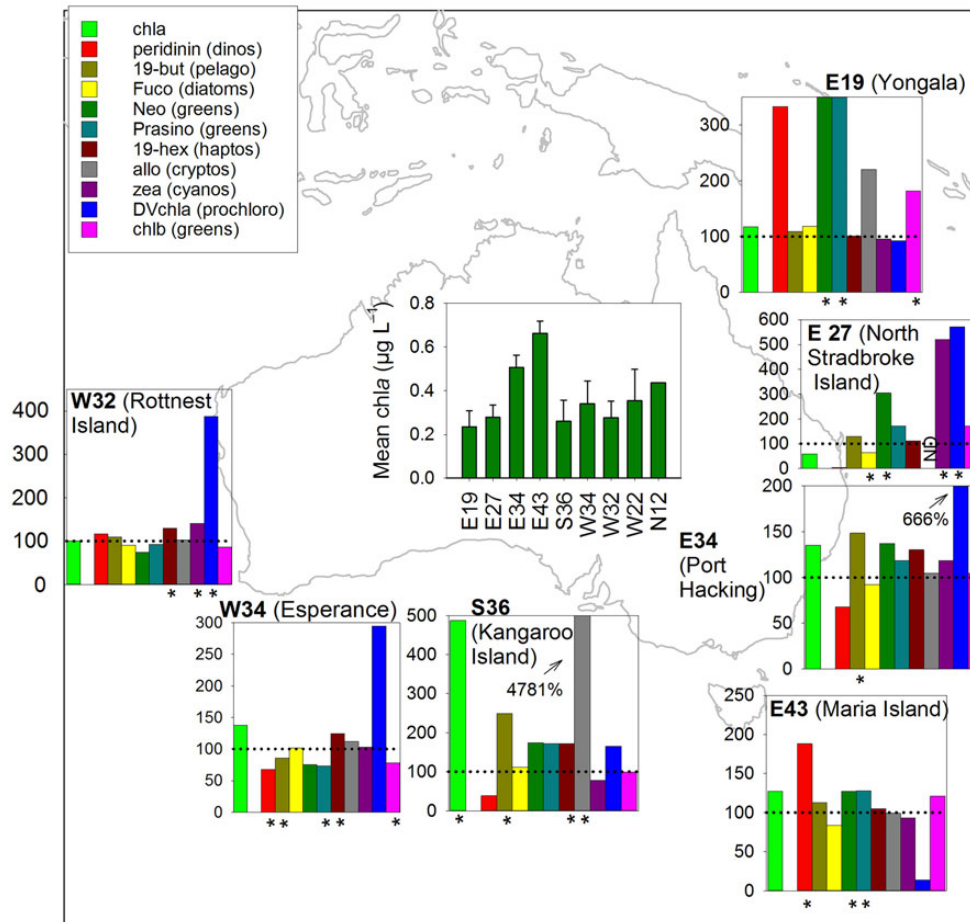 chla
peridinin (dinos)
19-but (pelago)
Fuco (diatoms)
Neo (greens)
Prasino (greens)
19-hex (haptos)
allo (cryptos)
zea (cyanos)
DVchla (prochloro)
chlb (greens)
E19 (Yongala)
300
200
100
0
* * *
E 27 (North
Stradbroke
Island)
600
500
400
300
200
100
0
ND
* * * *
Mean chla (µg L⁻¹)
0.8
0.6
0.4
0.2
0.0
E19
E27
E34
E43
S36
W34
W32
W22
N12
W32 (Rottnest
Island)
400
300
200
100
0
* * *
E34
(Port
Hacking)
200
150
100
50
0
666%
*
W34 (Esperance)
300
250
200
150
100
50
0
* * * * *
S36
(Kangaroo
Island)
500
400
300
200
100
0
4781%
* * * *
E43 (Maria Island)
250
200
150
100
50
0
* * *